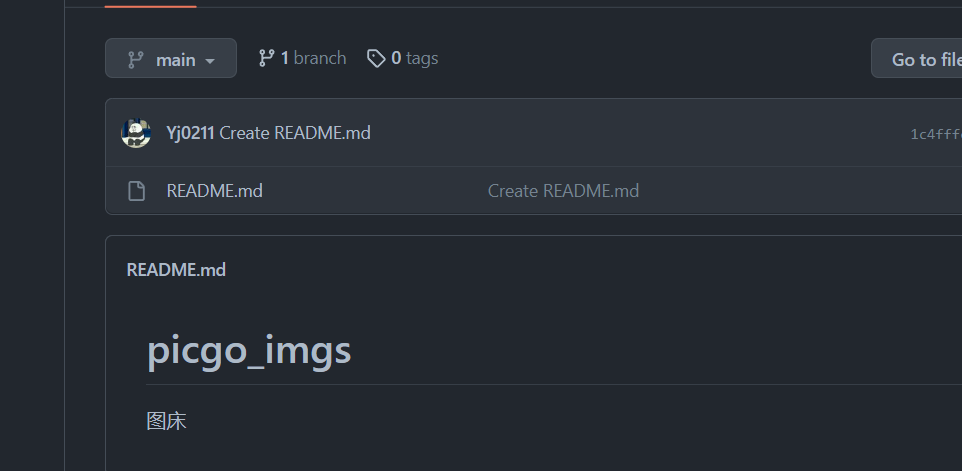 main 1 branch 0 tags Go to file
Yj0211 Create README.md 1c4fff
README.md Create README.md
README.md
picgo_imgs
图床